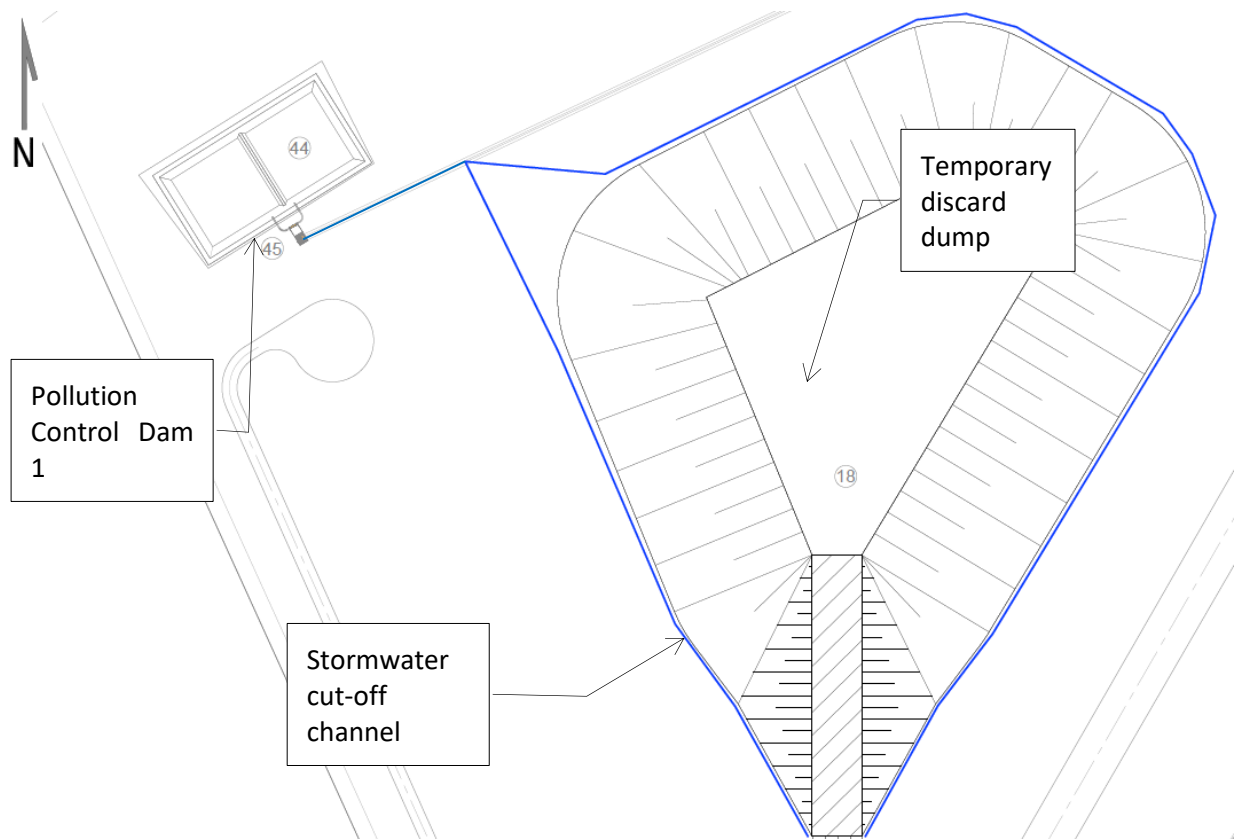 N
44
45
Temporary
discard
dump
Pollution
Control Dam
1
18
Stormwater
cut-off
channel